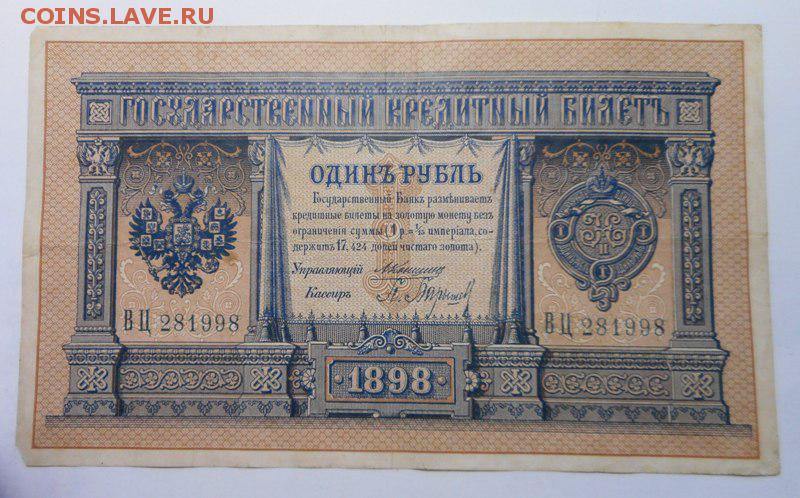 COINS.LAVE.RU
ГОСУДАРСТВЕННЫЙ КРЕДИТНЫЙ БИЛЕТЪ
ОДИНЪ РУБЛЬ
Государственный Банкъ размѣниваетъ
кредитные билеты на золотую монету безъ
ограниченія суммы (1 р.= 1/15 имперіала, со-
держитъ 17,424 долей чистаго золота).
Управляющій
Кассиръ
ВЦ 281998
ВЦ 281998
1898